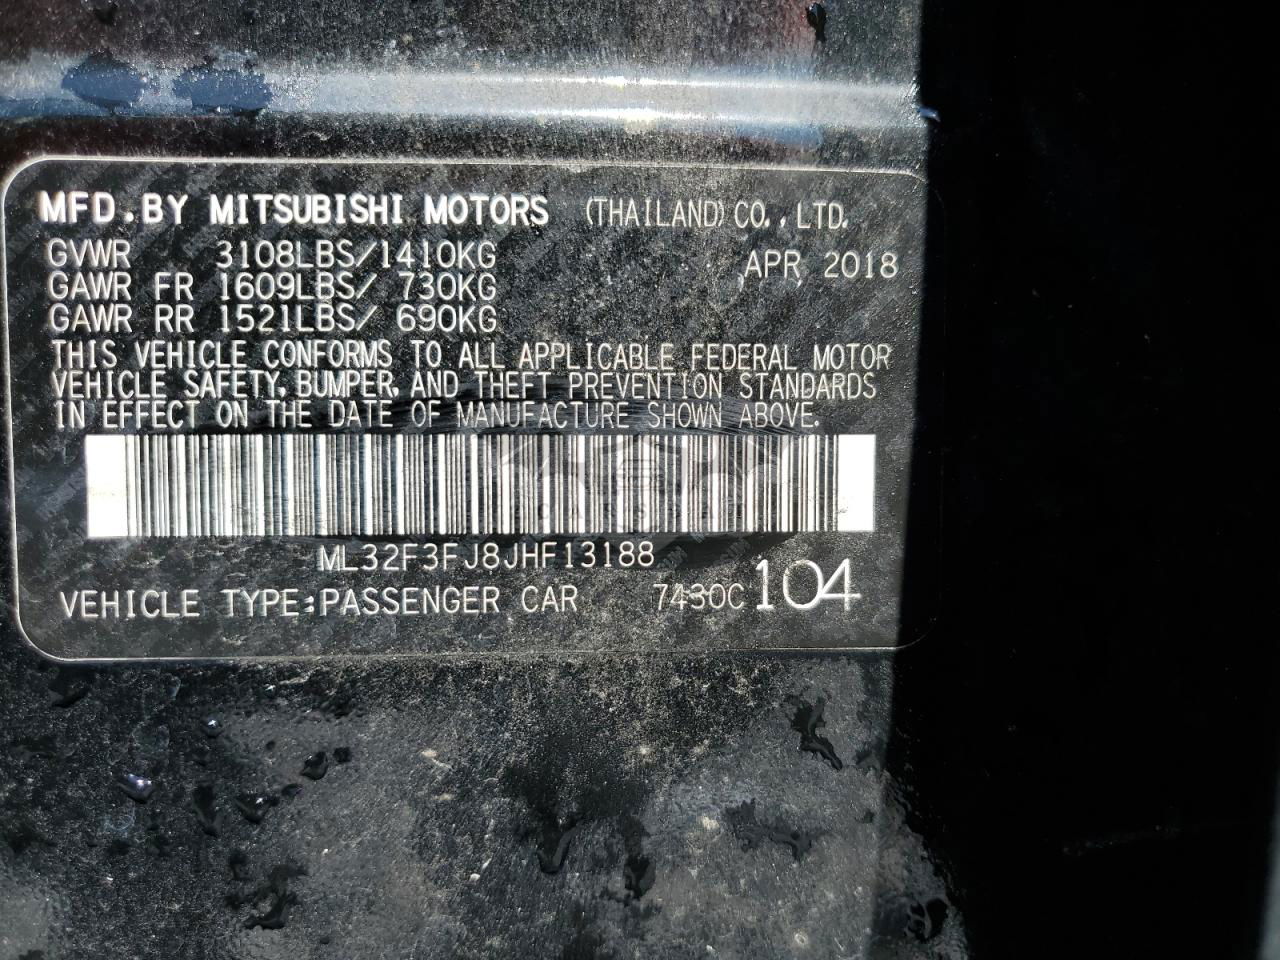 MFD.BY MITSUBISHI MOTORS (THAILAND) CO.,LTD.
GVWR 3108LBS/1410KG APR, 2018
GAWR FR 1609LBS/ 730KG
GAWR RR 1521LBS/ 690KG
THIS VEHICLE CONFORMS TO ALL APPLICABLE FEDERAL MOTOR
VEHICLE SAFETY, BUMPER, AND THEFT PREVENTION STANDARDS
IN EFFECT ON THE DATE OF MANUFACTURE SHOWN ABOVE.
ML32F3FJ8JHF13188
VEHICLE TYPE:PASSENGER CAR 7430C 104